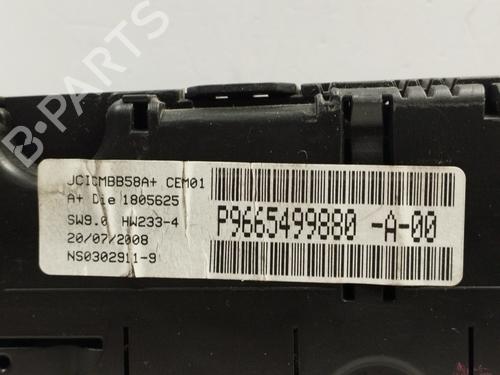 B-PARTS
JCICMBB58A+ CEM01
A+ Die 1805625
SW9.0 HW233-4
20/07/2008
NS0302911-9
P9665499880 -A-00